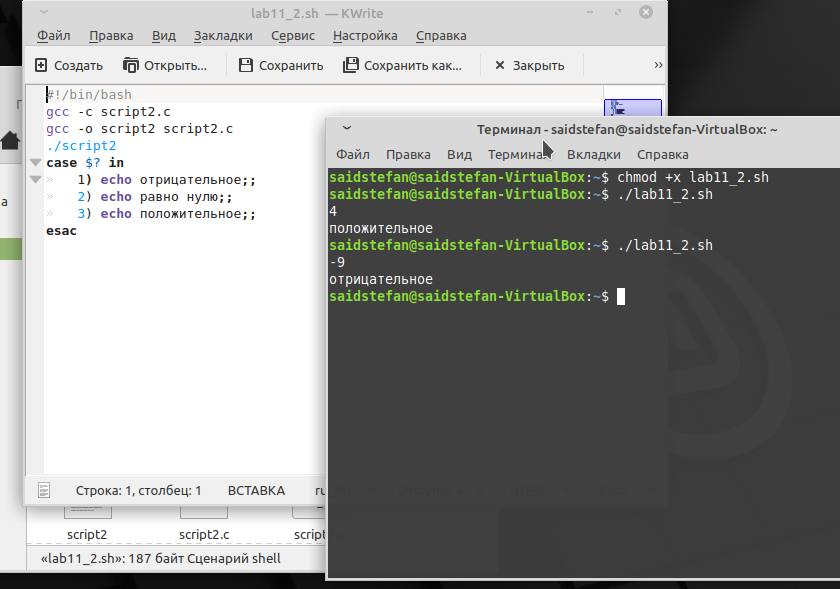 lab11_2.sh — KWrite
Файл Правка Вид Закладки Сервис Настройка Справка
Создать Открыть... Сохранить Сохранить как... Закрыть »
#!/bin/bash
gcc -c script2.c
gcc -o script2 script2.c
./script2
case $? in
1) echo отрицательное;;
2) echo равно нулю;;
3) echo положительное;;
esac
Строка: 1, столбец: 1 ВСТАВКА
script2 script2.c
«lab11_2.sh»: 187 байт Сценарий shell
а
Терминал - saidstefan@saidstefan-VirtualBox: ~
Файл Правка Вид Терминал Вкладки Справка
saidstefan@saidstefan-VirtualBox:~$ chmod +x lab11_2.sh
saidstefan@saidstefan-VirtualBox:~$ ./lab11_2.sh
4
положительное
saidstefan@saidstefan-VirtualBox:~$ ./lab11_2.sh
-9
отрицательное
saidstefan@saidstefan-VirtualBox:~$